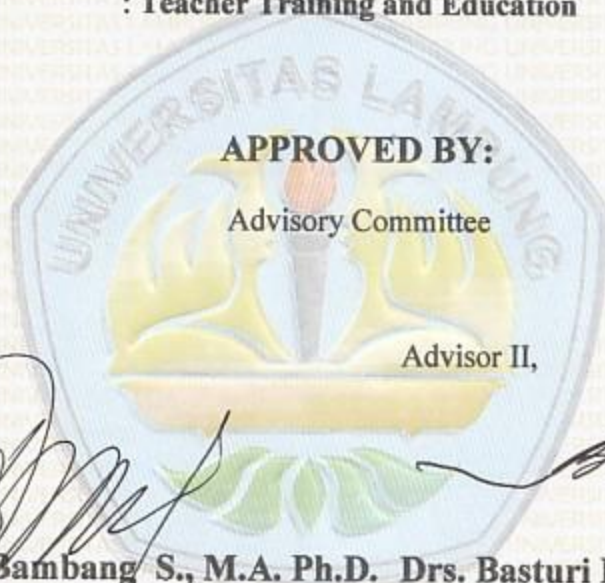 : Teacher Training and Education
UNIVERSITAS LAMPUNG
APPROVED BY:
Advisory Committee
Advisor II,
Bambang S., M.A. Ph.D. Drs. Basturi